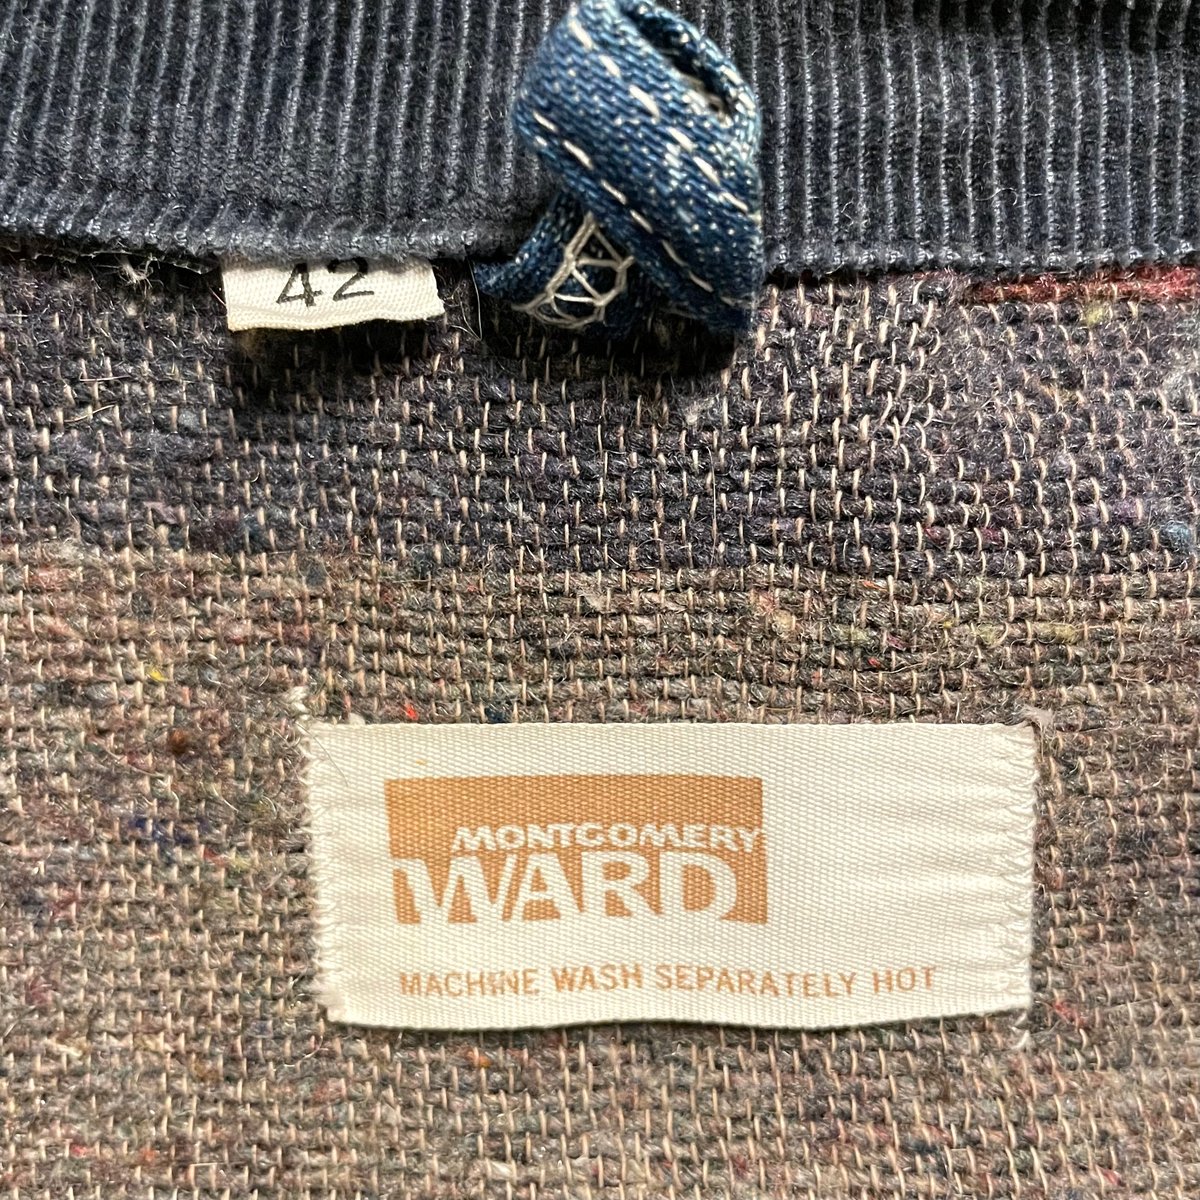 42
MONTGOMERY
WARD
MACHINE WASH SEPARATELY HOT